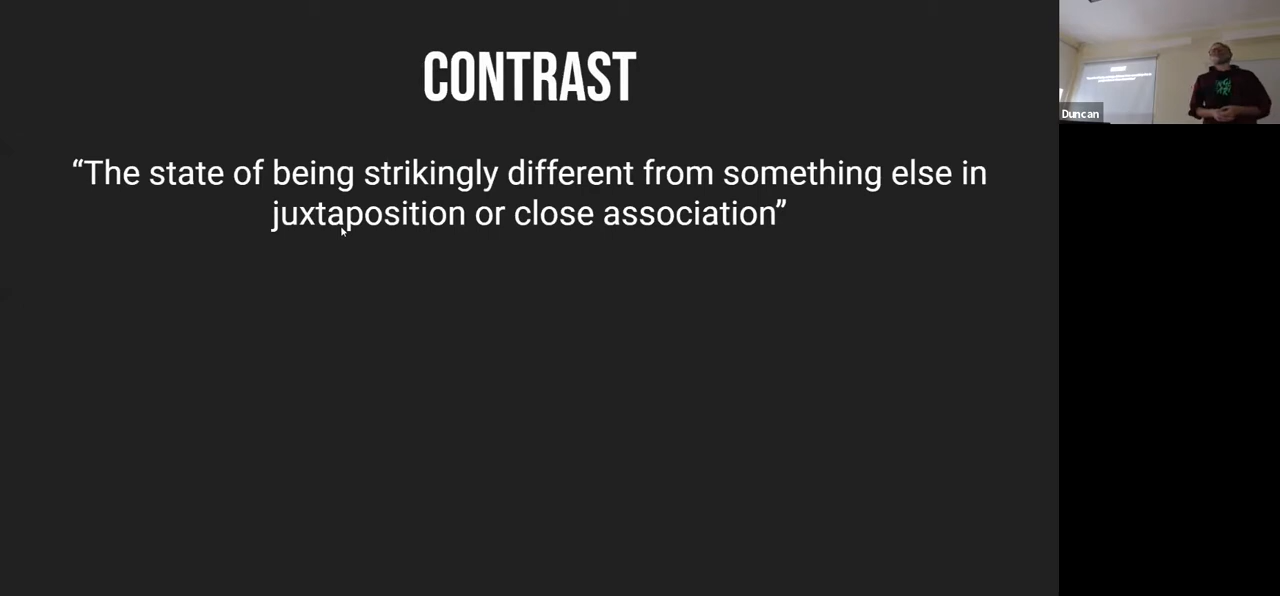 CONTRAST
“The state of being strikingly different from something else in
juxtaposition or close association”
Duncan